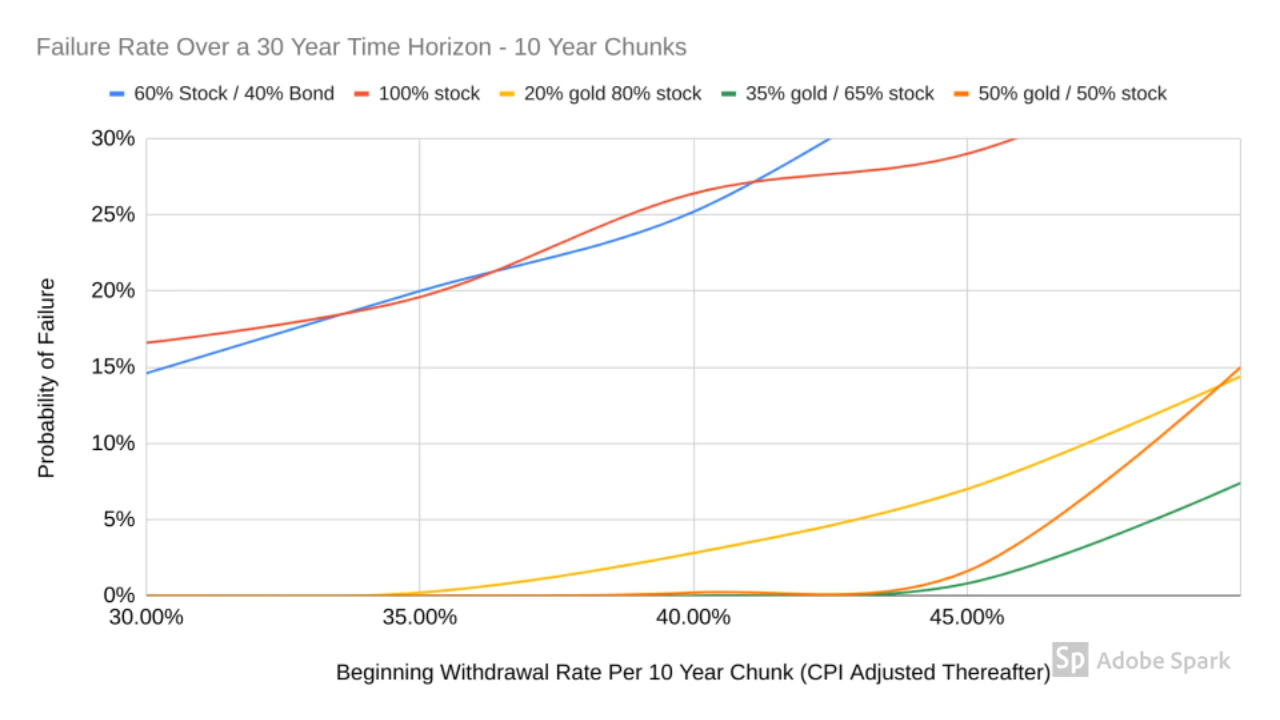 Failure Rate Over a 30 Year Time Horizon - 10 Year Chunks
60% Stock / 40% Bond 100% stock 20% gold 80% stock 35% gold / 65% stock 50% gold / 50% stock
30%
25%
20%
15%
10%
5%
0%
Probability of Failure
30.00% 35.00% 40.00% 45.00%
Beginning Withdrawal Rate Per 10 Year Chunk (CPI Adjusted Thereafter)
Sp Adobe Spark